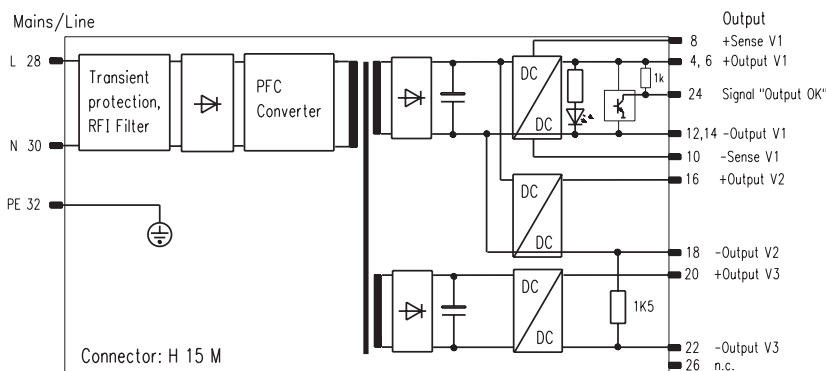 Mains/Line
Output
L 28
N 30
PE 32
Transient
protection,
RFI Filter
PFC
Converter
DC
DC
DC
DC
DC
DC
1k
1K5
8 +Sense V1
4, 6 +Output V1
24 Signal "Output OK"
12,14 -Output V1
10 -Sense V1
16 +Output V2
18 -Output V2
20 +Output V3
22 -Output V3
26 n.c.
Connector: H 15 M